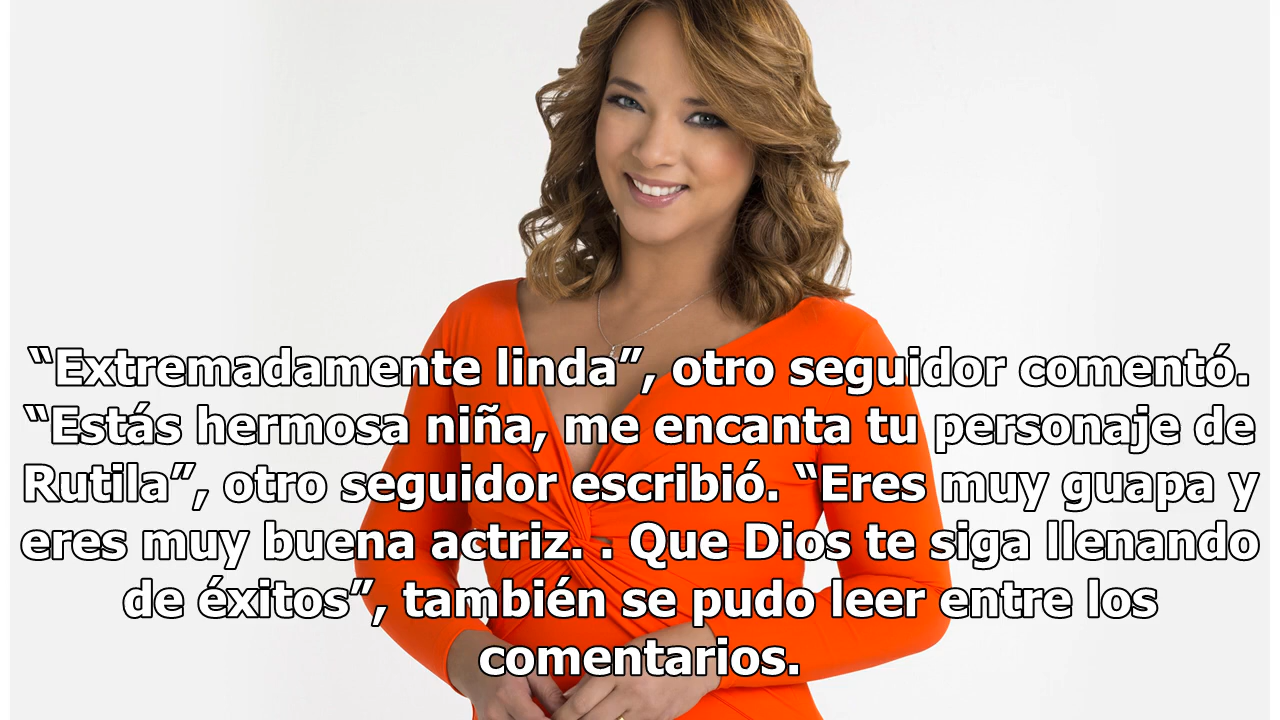 “Extremadamente linda”, otro seguidor comentó.
“Estás hermosa niña, me encanta tu personaje de
Rutila”, otro seguidor escribió. “Eres muy guapa y
eres muy buena actriz. . Que Dios te siga llenando
de éxitos”, también se pudo leer entre los
comentarios.